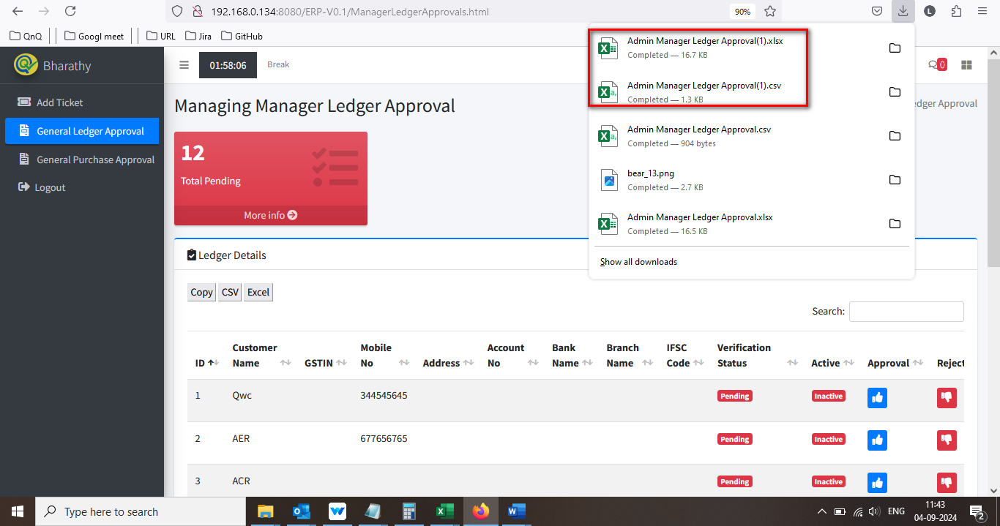 192.168.0.134:8080/ERP-V0.1/ManagerLedgerApprovals.html
90%
L
QnQ
Googl meet
URL
Jira
GitHub
Admin Manager Ledger Approval(1).xlsx
Completed — 16.7 KB
Admin Manager Ledger Approval(1).csv
Completed — 1.3 KB
Admin Manager Ledger Approval.csv
Completed — 904 bytes
bear_13.png
Completed — 2.7 KB
Admin Manager Ledger Approval.xlsx
Completed — 16.5 KB
Show all downloads
Bharathy
01:58:06
Break
0
Add Ticket
General Ledger Approval
General Purchase Approval
Logout
Managing Manager Ledger Approval
edger Approval
12
Total Pending
More info
Ledger Details
Copy CSV Excel
Search:
ID Customer Name GSTIN Mobile No Address Account No Bank Name Branch Name IFSC Code Verification Status Active Approval Reject
1 Qwc 344545645 Pending Inactive
2 AER 677656765 Pending Inactive
3 ACR Pending Inactive
Type here to search
ENG
11:43
04-09-2024
2